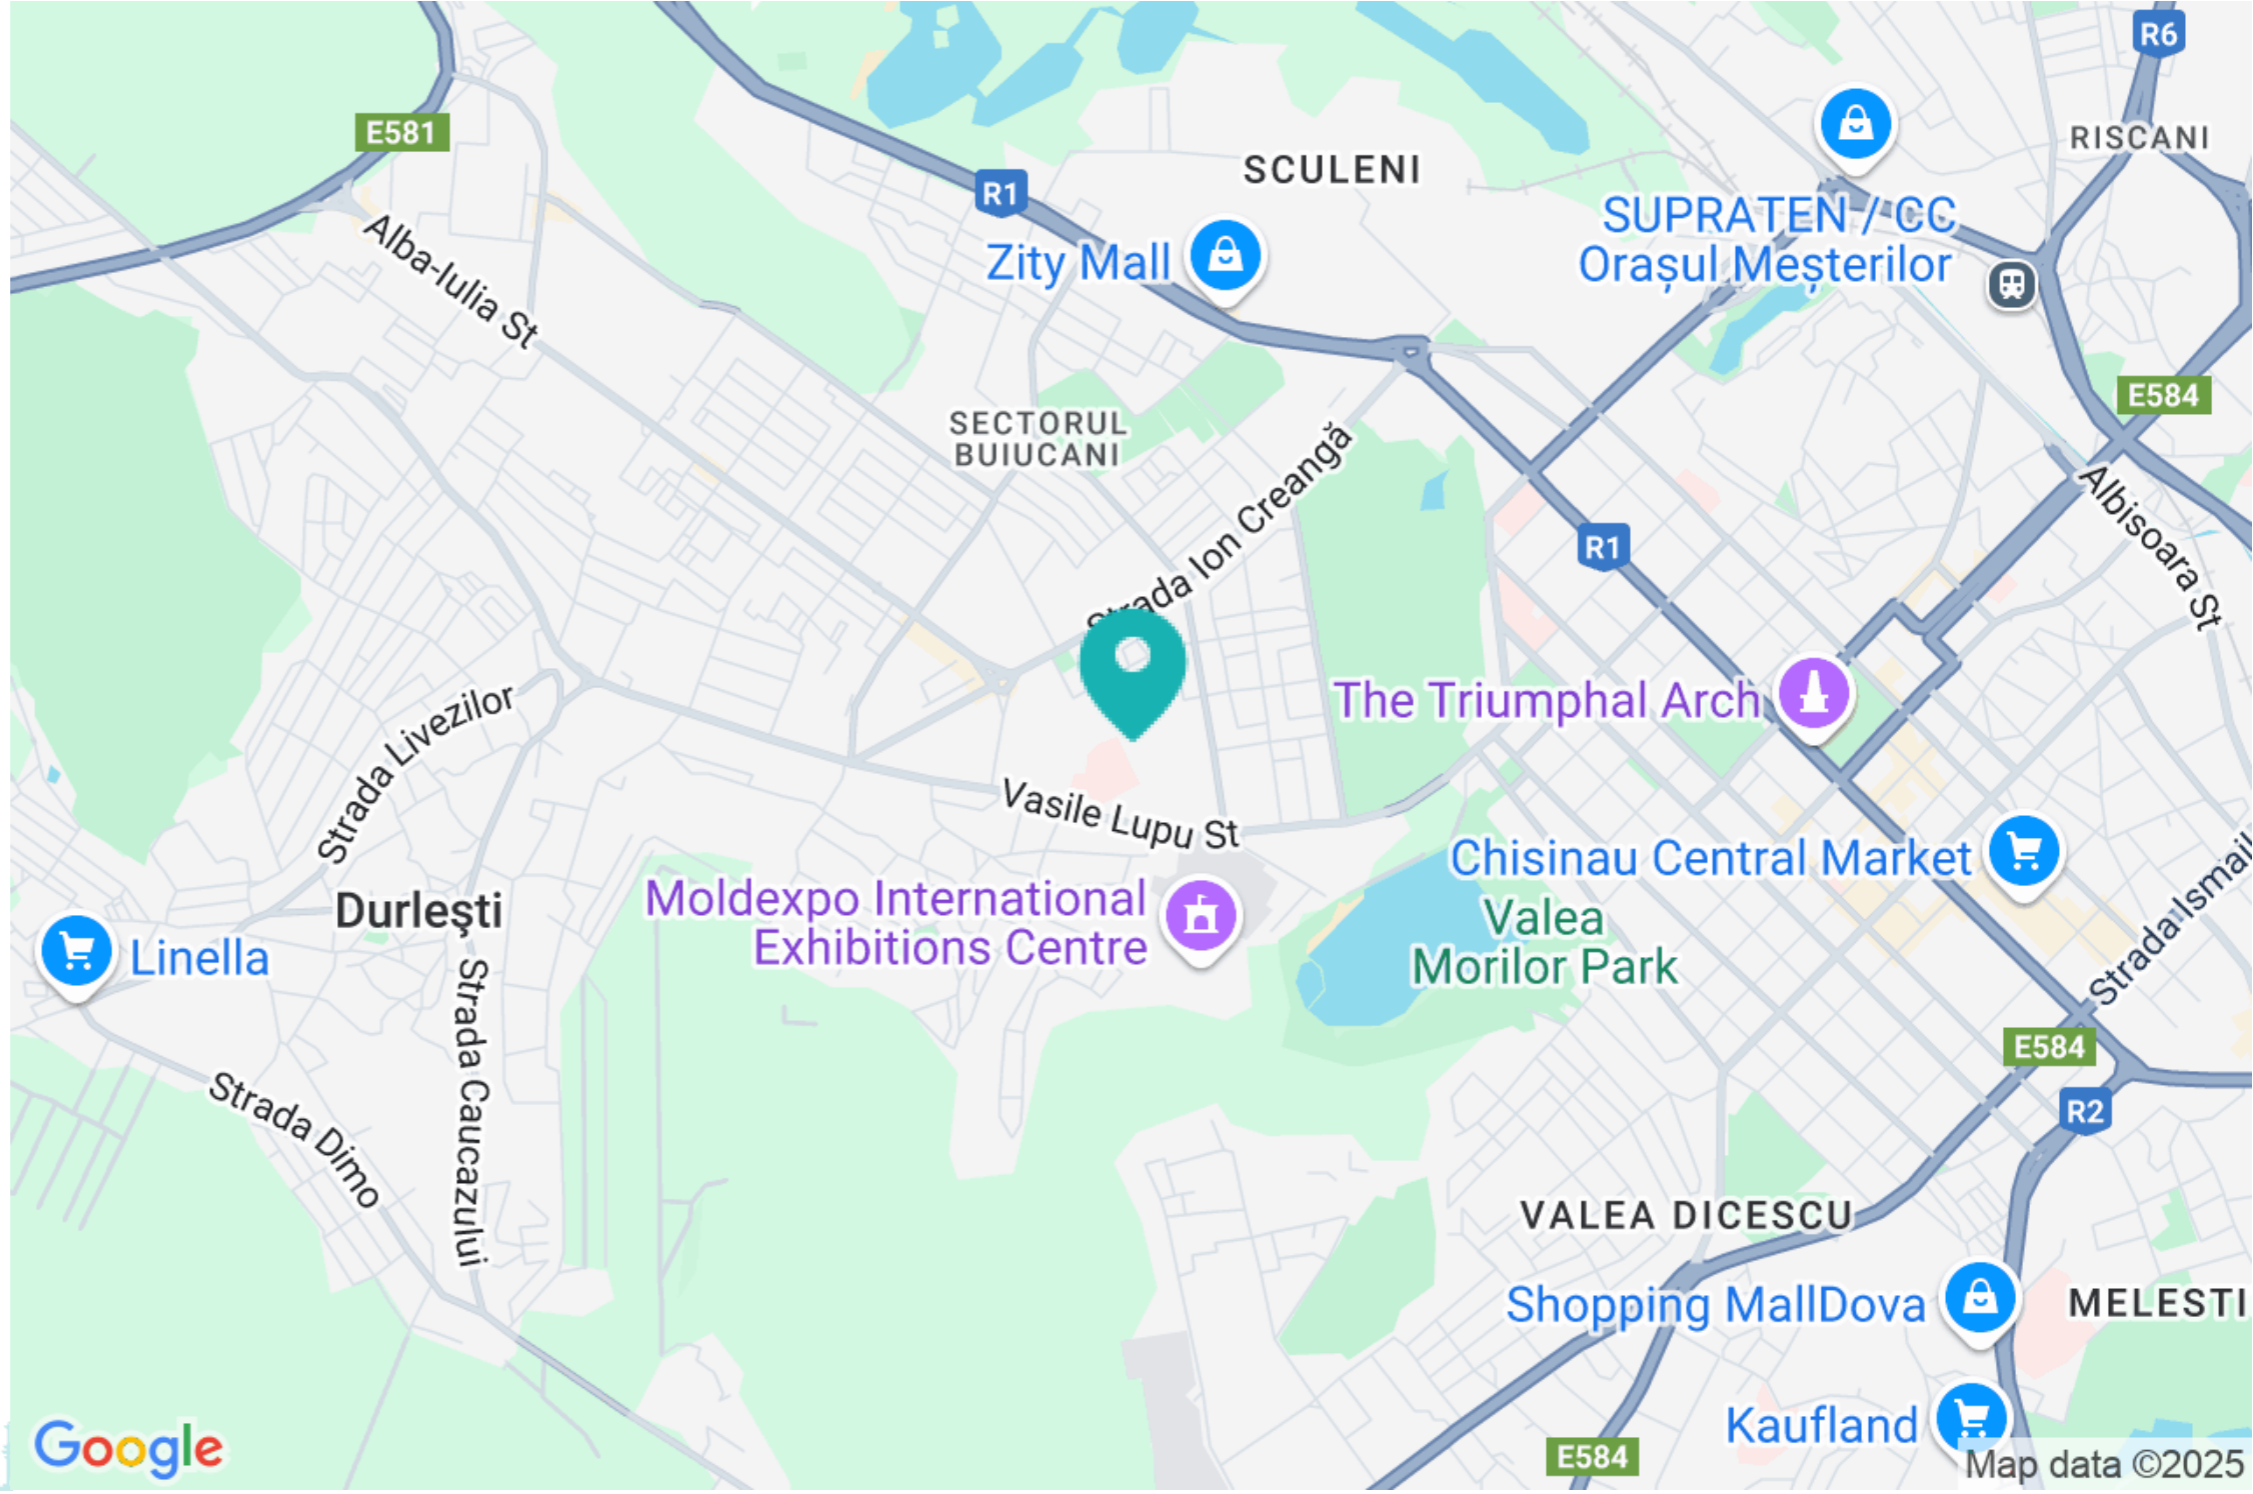 R6
E581
RISCANI
SCULENI
R1
SUPRATEN / CC
Orașul Meșterilor
Zity Mall
Alba-Iulia St
E584
SECTORUL
BUIUCANI
Strada Ion Creangă
Albisoara St
R1
The Triumphal Arch
Strada Livezilor
Vasile Lupu St
Chisinau Central Market
Strada Ismail
Durlești
Moldexpo International
Exhibitions Centre
Valea
Morilor Park
Linella
Strada Caucazului
E584
R2
Strada Dimo
VALEA DICESCU
Shopping MallDova
MELESTI
Kaufland
Google
E584
Map data ©2025